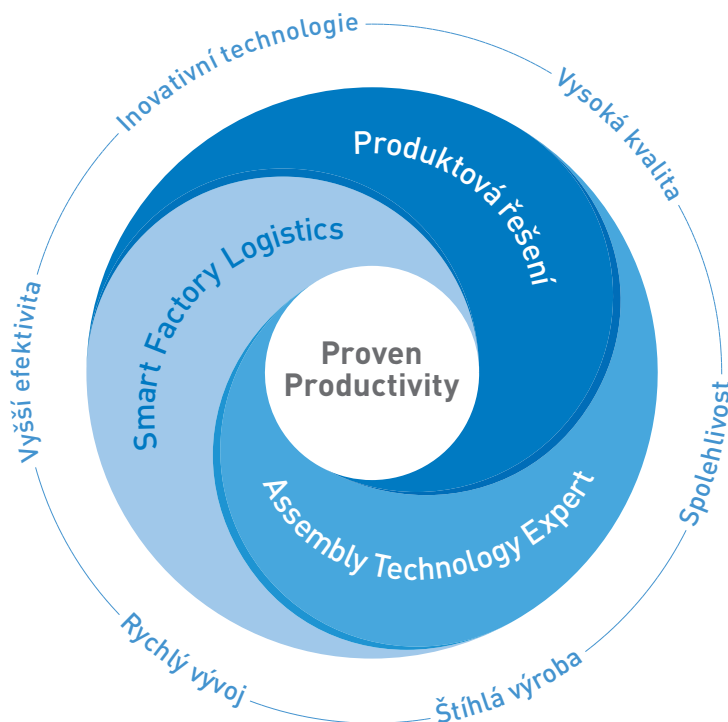 Inovativní technologie
Vysoká kvalita
Spolehlivost
Štíhlá výroba
Rychlý vývoj
Vyšší efektivita
Produktová řešení
Assembly Technology Expert
Smart Factory Logistics
Proven
Productivity